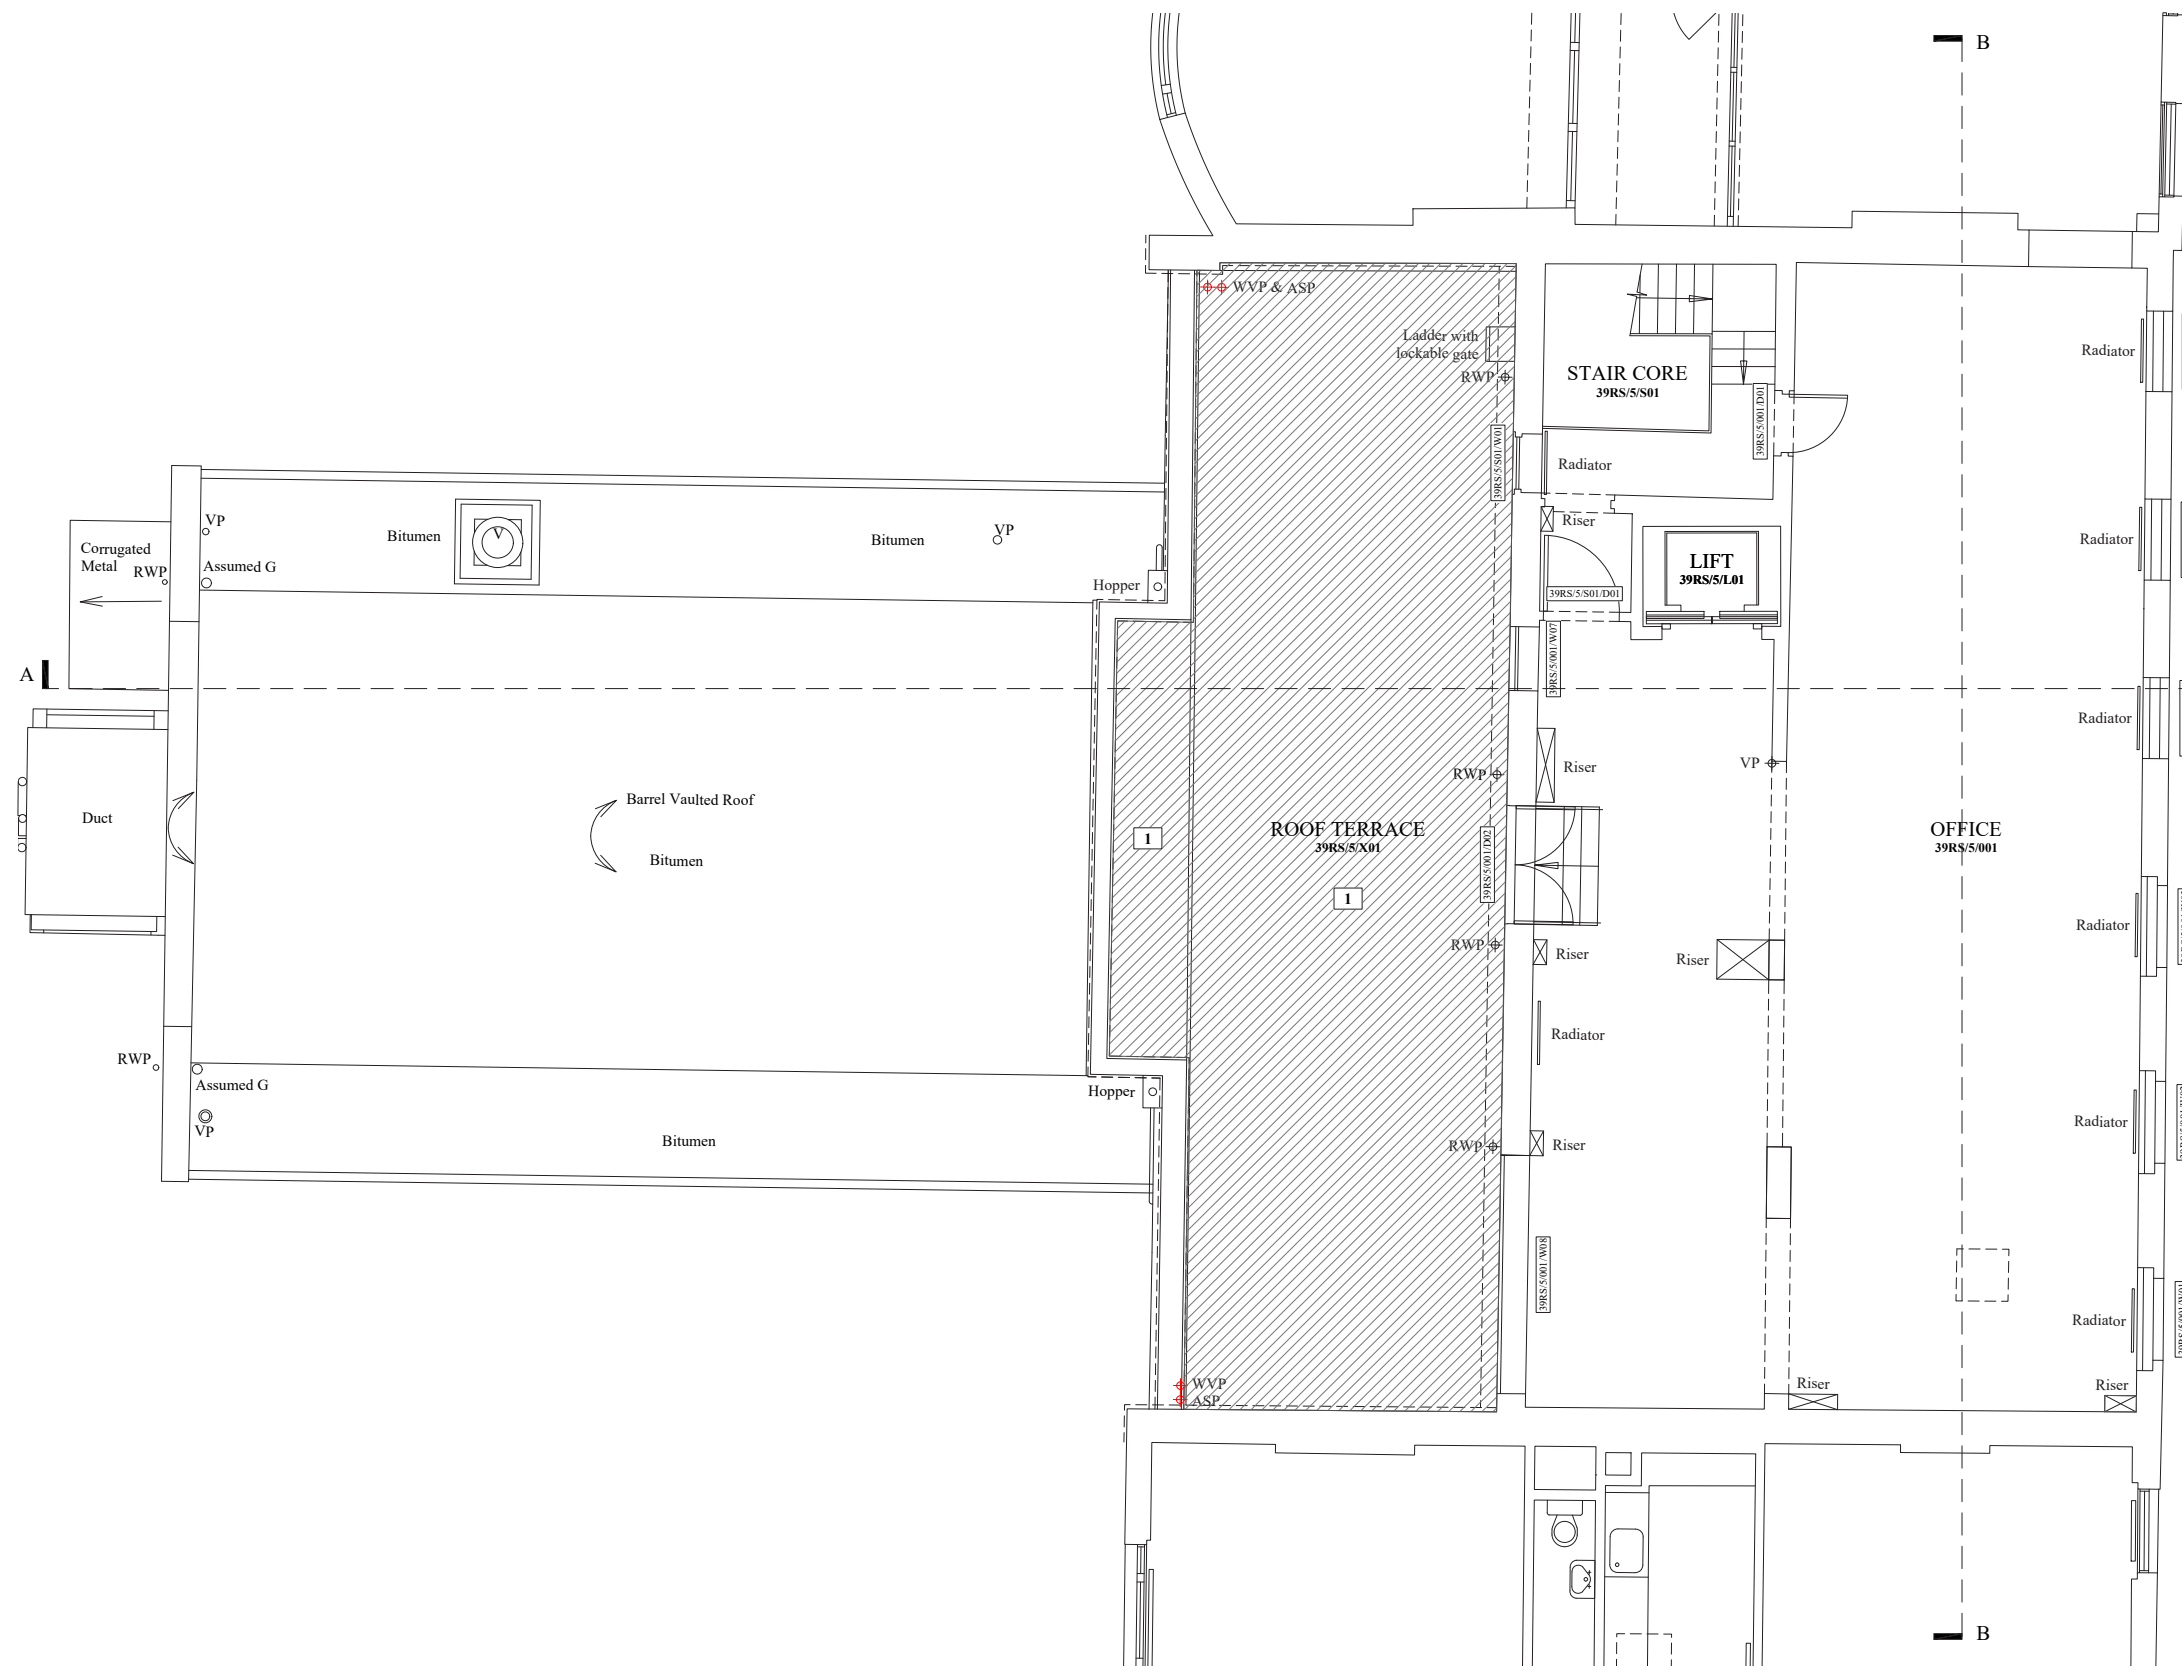 B
WVP & ASP
Ladder with
lockable gate
RWP
STAIR CORE
39RS/5/S01
39RS/5/001/D01
Radiator
39RS/5/S01/W01
Radiator
VP
Bitumen
V
Bitumen
VP
Riser
Radiator
Corrugated
Metal
RWP
Assumed G
Hopper
LIFT
39RS/5/L01
39RS/5/S01/D01
39RS/5/001/W07
A
Radiator
VP
Riser
RWP
Barrel Vaulted Roof
Duct
Bitumen
1
ROOF TERRACE
39RS/5/X01
1
39RS/5/001/D02
OFFICE
39RS/5/001
Radiator
RWP
Riser
Riser
Radiator
RWP
Assumed G
Hopper
VP
Bitumen
RWP
Riser
Radiator
39RS/5/001/W08
Radiator
WVP
ASP
Riser
Riser
B